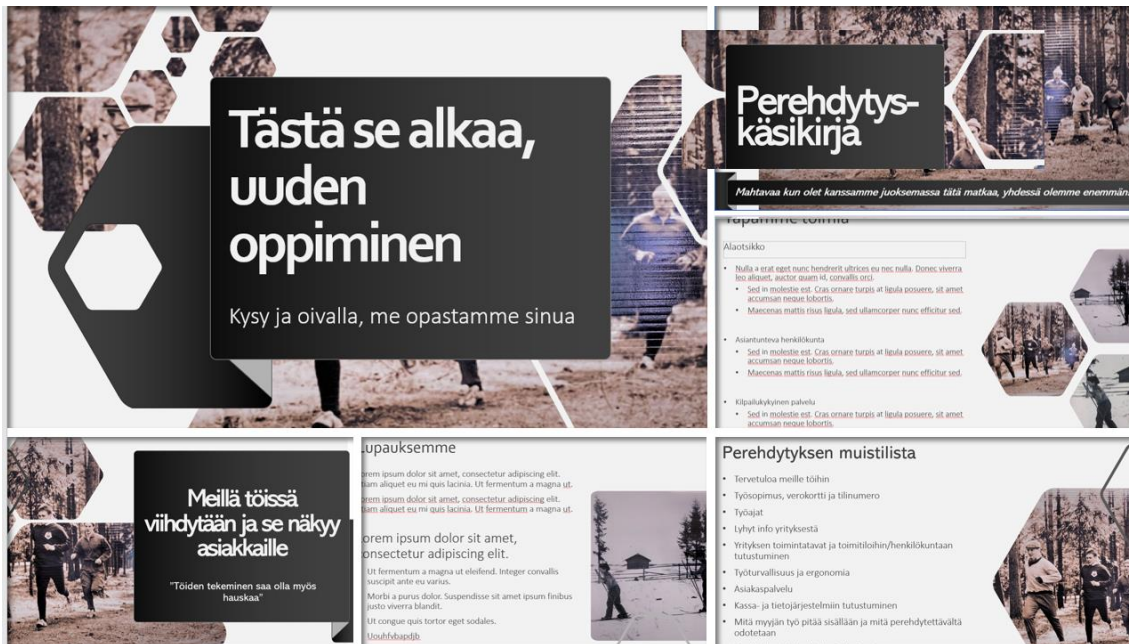 Tästä se alkaa,
uuden
oppiminen
Kysy ja oivalla, me opastamme sinua
Perehdytys-
käsikirja
Mahtavaa kun olet kanssamme juoksemassa tätä matkaa, yhdessä olemme
Tapamme toimia
Alaotsikko
• Nulla a erat eget nunc hendrerit ultrices eu nec nulla. Donec viverra
leo aliquet, auctor quam id, convallis orci.
• Sed in molestie est. Cras ornare turpis at ligula posuere, sit amet
accumsan neque lobortis.
• Maecenas mattis risus ligula, sed ullamcorper nunc efficitur sed.
• Asiantunteva henkilökunta
• Sed in molestie est. Cras ornare turpis at ligula posuere, sit amet
accumsan neque lobortis.
• Maecenas mattis risus ligula, sed ullamcorper nunc efficitur sed.
• Kilpailukykyinen palvelu
• Sed in molestie est. Cras ornare turpis at ligula posuere, sit amet
accumsan neque lobortis.
Meillä töissä
viihdytään ja se näkyy
asiakkaille
"Töiden tekeminen saa olla myös
hauskaa"
upauksemme
orem ipsum dolor sit amet, consectetur adipiscing elit.
tiam aliquet eu mi quis lacinia. Ut fermentum a magna ut.
orem ipsum dolor sit amet, consectetur adipiscing elit.
tiam aliquet eu mi quis lacinia. Ut fermentum a magna ut.
orem ipsum dolor sit amet,
onsectetur adipiscing elit.
Ut fermentum a magna ut eleifend. Integer convallis
suscipit ante eu varius.
Morbi a purus dolor. Suspendisse sit amet ipsum finibus
justo viverra blandit.
Ut congue quis tortor eget sodales.
Perehdytyksen muistilista
• Tervetuloa meille töihin
• Työsopimus, verokortti ja tilinumero
• Työajat
• Lyhyt info yrityksestä
• Yrityksen toimintatavat ja toimitiloihin/henkilökuntaan
tutustuminen
• Työturvallisuus ja ergonomia
• Asiakaspalvelu
• Kassa- ja tietojärjestelmiin tutustuminen
• Mitä myyjän työ pitää sisällään ja mitä perehdytettävältä
odotetaan